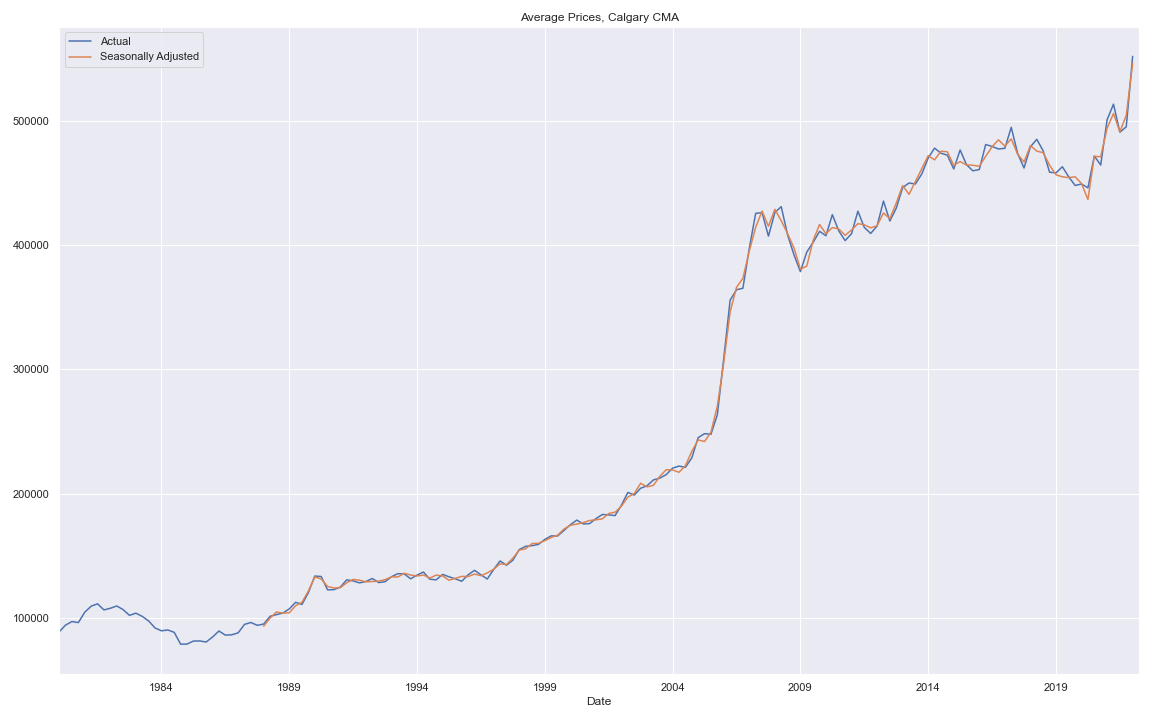 Average Prices, Calgary CMA
Actual
Seasonally Adjusted
500000
400000
300000
200000
100000
1984 1989 1994 1999 2004 2009 2014 2019
Date